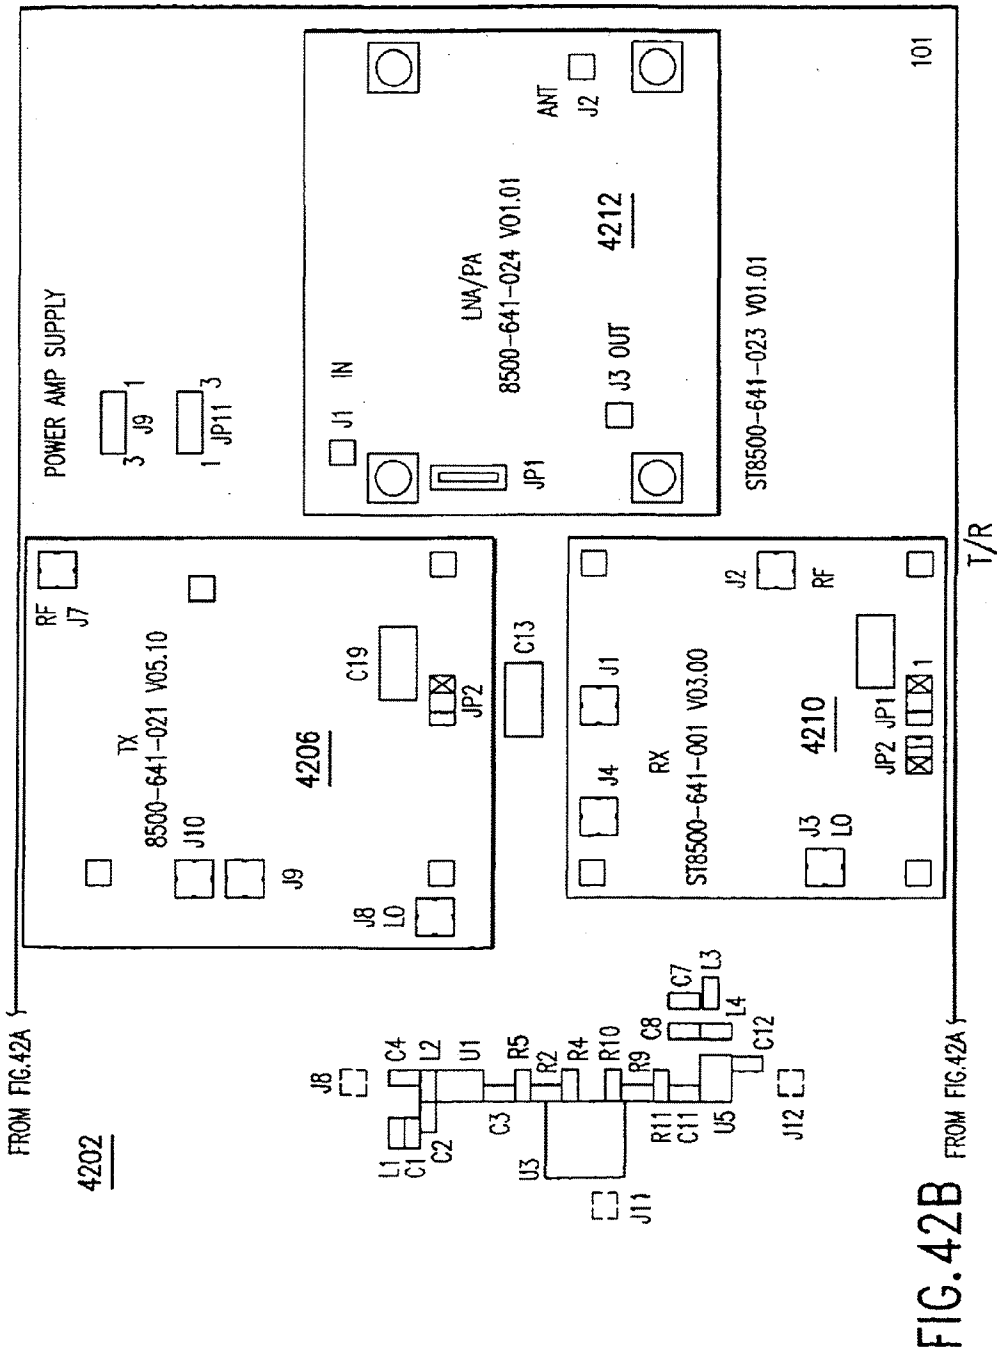 FROM FIG.42A
4202
J8
L1
C1
C4
C2
L2
U1
C3
R5
R2
U3
R4
J11
R10
R9
R11
C11
C8
C7
L3
L4
U5
C12
J12
FROM FIG.42A
RF
J7
TX
8500-641-021 V05.10
J10
J9
4206
C19
J8
LO
JP2
C13
J4
J1
RX
ST8500-641-001 V03.00
J2
RF
J3
LO
4210
JP2
JP1
1
POWER AMP SUPPLY
3
1
J9
1
3
JP11
J1
IN
LNA/PA
8500-641-024 V01.01
JP1
ANT
J2
J3 OUT
4212
ST8500-641-023 V01.01
101
T/R
FIG.42B